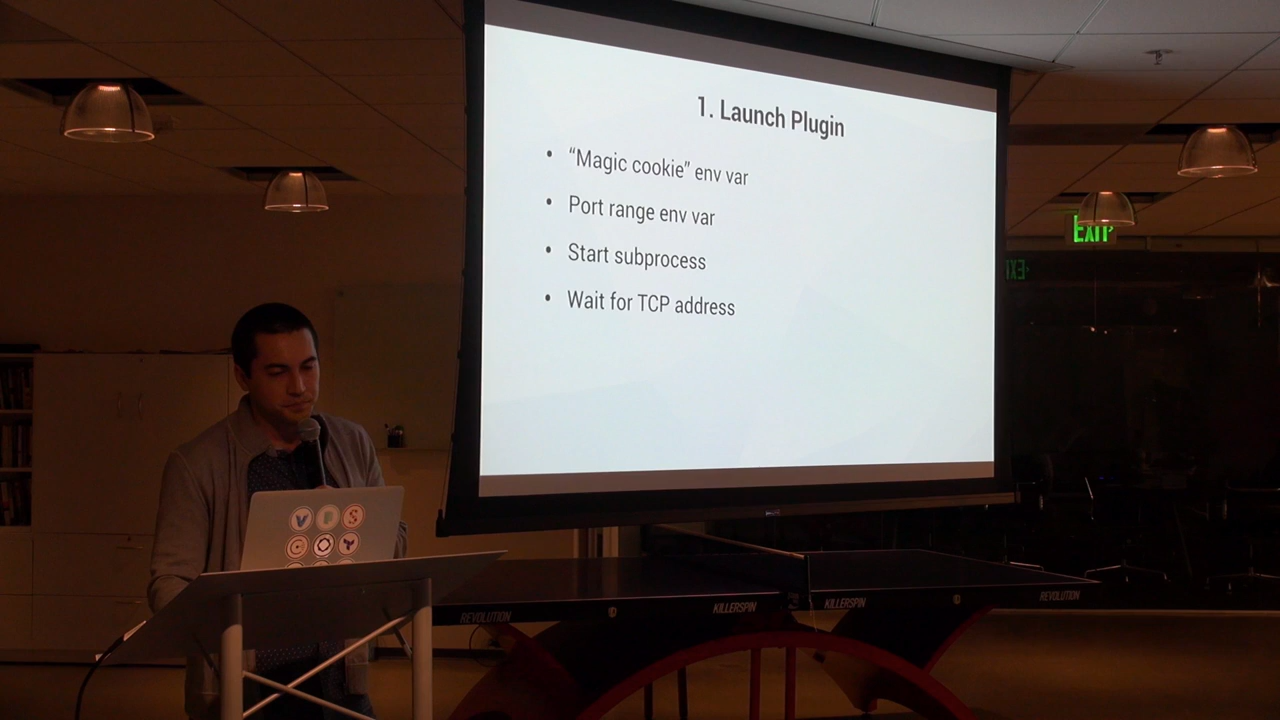 1. Launch Plugin
• “Magic cookie” env var
• Port range env var
• Start subprocess
• Wait for TCP address
EXIT
EXI
V P S
C
REVOLUTION KILLERSPIN KILLERSPIN REVOLUTION